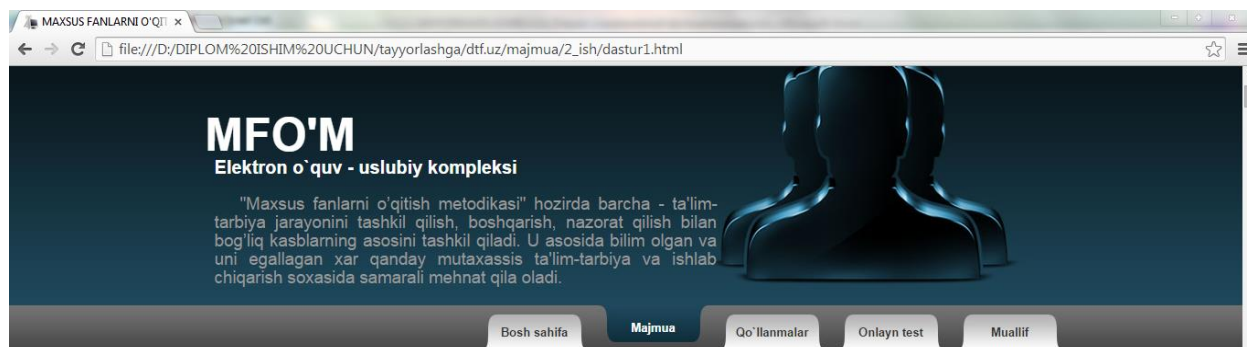 MAXSUS FANLARNI O'QIT
file:///D:/DIPLOM%20ISHIM%20UCHUN/tayyorlashga/dtf.uz/majmua/2_ish/dastur1.html
MFO'M
Elektron o`quv - uslubiy kompleksi
"Maxsus fanlarni o'qitish metodikasi" hozirda barcha - ta'lim-
tarbiya jarayonini tashkil qilish, boshqarish, nazorat qilish bilan
bog'liq kasblarning asosini tashkil qiladi. U asosida bilim olgan va
uni egallagan xar qanday mutaxassis ta'lim-tarbiya va ishlab
chiqarish soxasida samarali mehnat qila oladi.
Bosh sahifa Majmua Qo`llanmalar Onlayn test Muallif